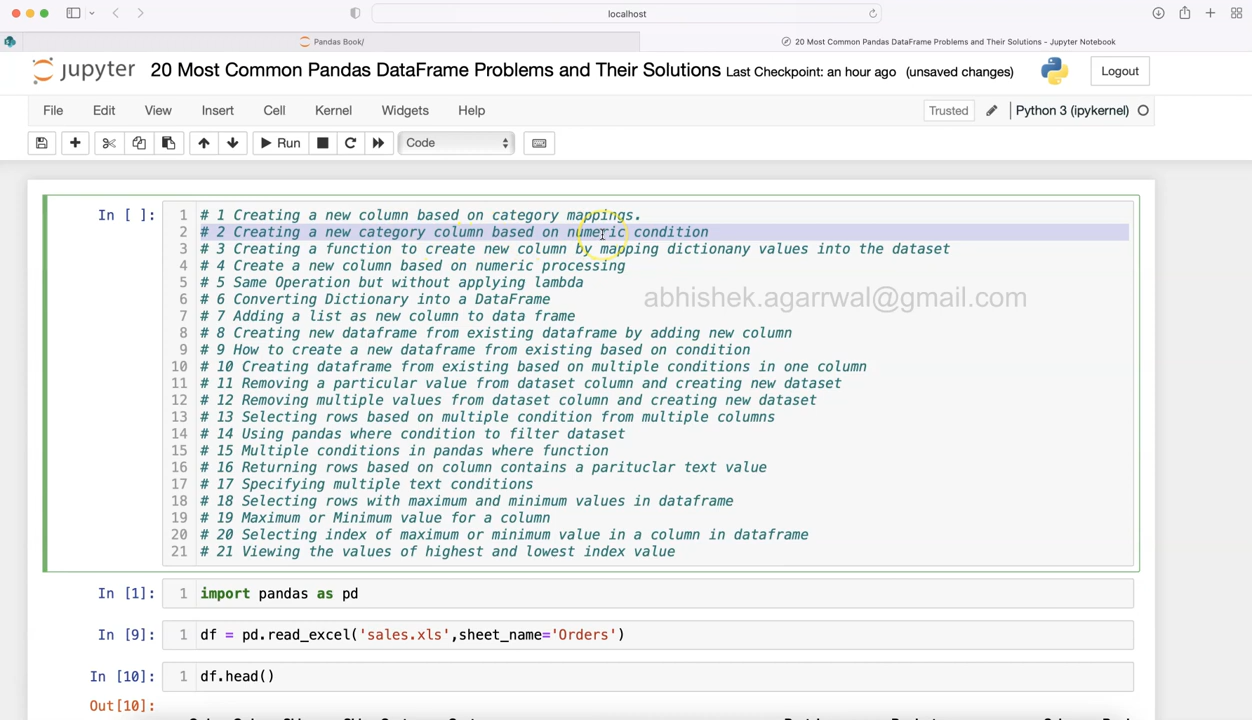 localhost
Pandas Book/
20 Most Common Pandas DataFrame Problems and Their Solutions - Jupyter Notebook
jupyter 20 Most Common Pandas DataFrame Problems and Their Solutions Last Checkpoint: an hour ago (unsaved changes) Logout
File Edit View Insert Cell Kernel Widgets Help Trusted Python 3 (ipykernel)
Run Code
In [ ]: 1 # 1 Creating a new column based on category mappings.
2 # 2 Creating a new category column based on numeric condition
3 # 3 Creating a function to create new column by mapping dictionany values into the dataset
4 # 4 Create a new column based on numeric processing
5 # 5 Same Operation but without applying lambda
6 # 6 Converting Dictionary into a DataFrame
abhishek.agarrwal@gmail.com
7 # 7 Adding a list as new column to data frame
8 # 8 Creating new dataframe from existing dataframe by adding new column
9 # 9 How to create a new dataframe from existing based on condition
10 # 10 Creating dataframe from existing based on multiple conditions in one column
11 # 11 Removing a particular value from dataset column and creating new dataset
12 # 12 Removing multiple values from dataset column and creating new dataset
13 # 13 Selecting rows based on multiple condition from multiple columns
14 # 14 Using pandas where condition to filter dataset
15 # 15 Multiple conditions in pandas where function
16 # 16 Returning rows based on column contains a parituclar text value
17 # 17 Specifying multiple text conditions
18 # 18 Selecting rows with maximum and minimum values in dataframe
19 # 19 Maximum or Minimum value for a column
20 # 20 Selecting index of maximum or minimum value in a column in dataframe
21 # 21 Viewing the values of highest and lowest index value
In [1]: 1 import pandas as pd
In [9]: 1 df = pd.read_excel('sales.xls',sheet_name='Orders')
In [10]: 1 df.head()
Out[10]: